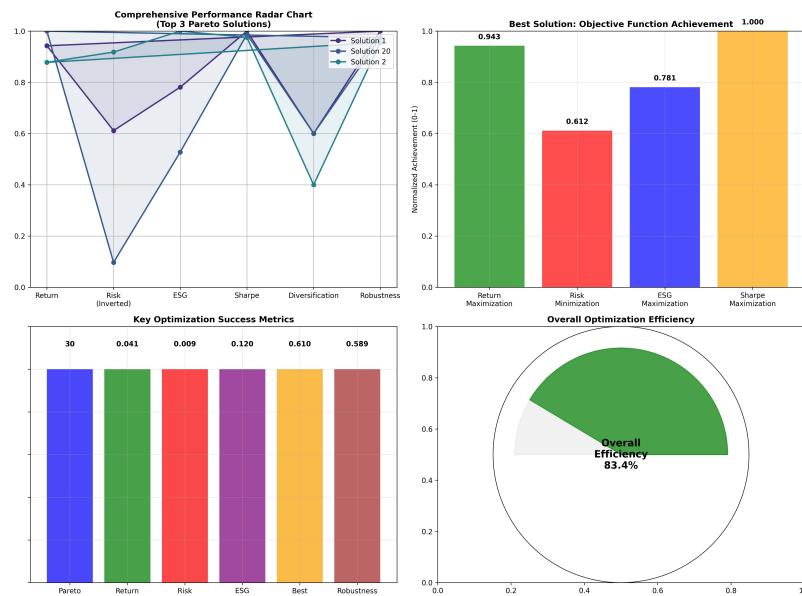 Comprehensive Performance Radar Chart
(Top 3 Pareto Solutions)
Solution 1
Solution 20
Solution 2
1.0
0.8
0.6
0.4
0.2
0.0
Return
Risk
(Inverted)
ESG
Sharpe
Diversification
Robustness
Best Solution: Objective Function Achievement
Normalized Achievement (0-1)
1.0
0.8
0.6
0.4
0.2
0.0
0.943
0.612
0.781
1.000
Return
Maximization
Risk
Minimization
ESG
Maximization
Sharpe
Maximization
Key Optimization Success Metrics
30
0.041
0.009
0.120
0.610
0.589
Pareto
Return
Risk
ESG
Best
Robustness
Overall Optimization Efficiency
1.0
0.8
0.6
0.4
0.2
0.0
Overall
Efficiency
83.4%
0.0
0.2
0.4
0.6
0.8